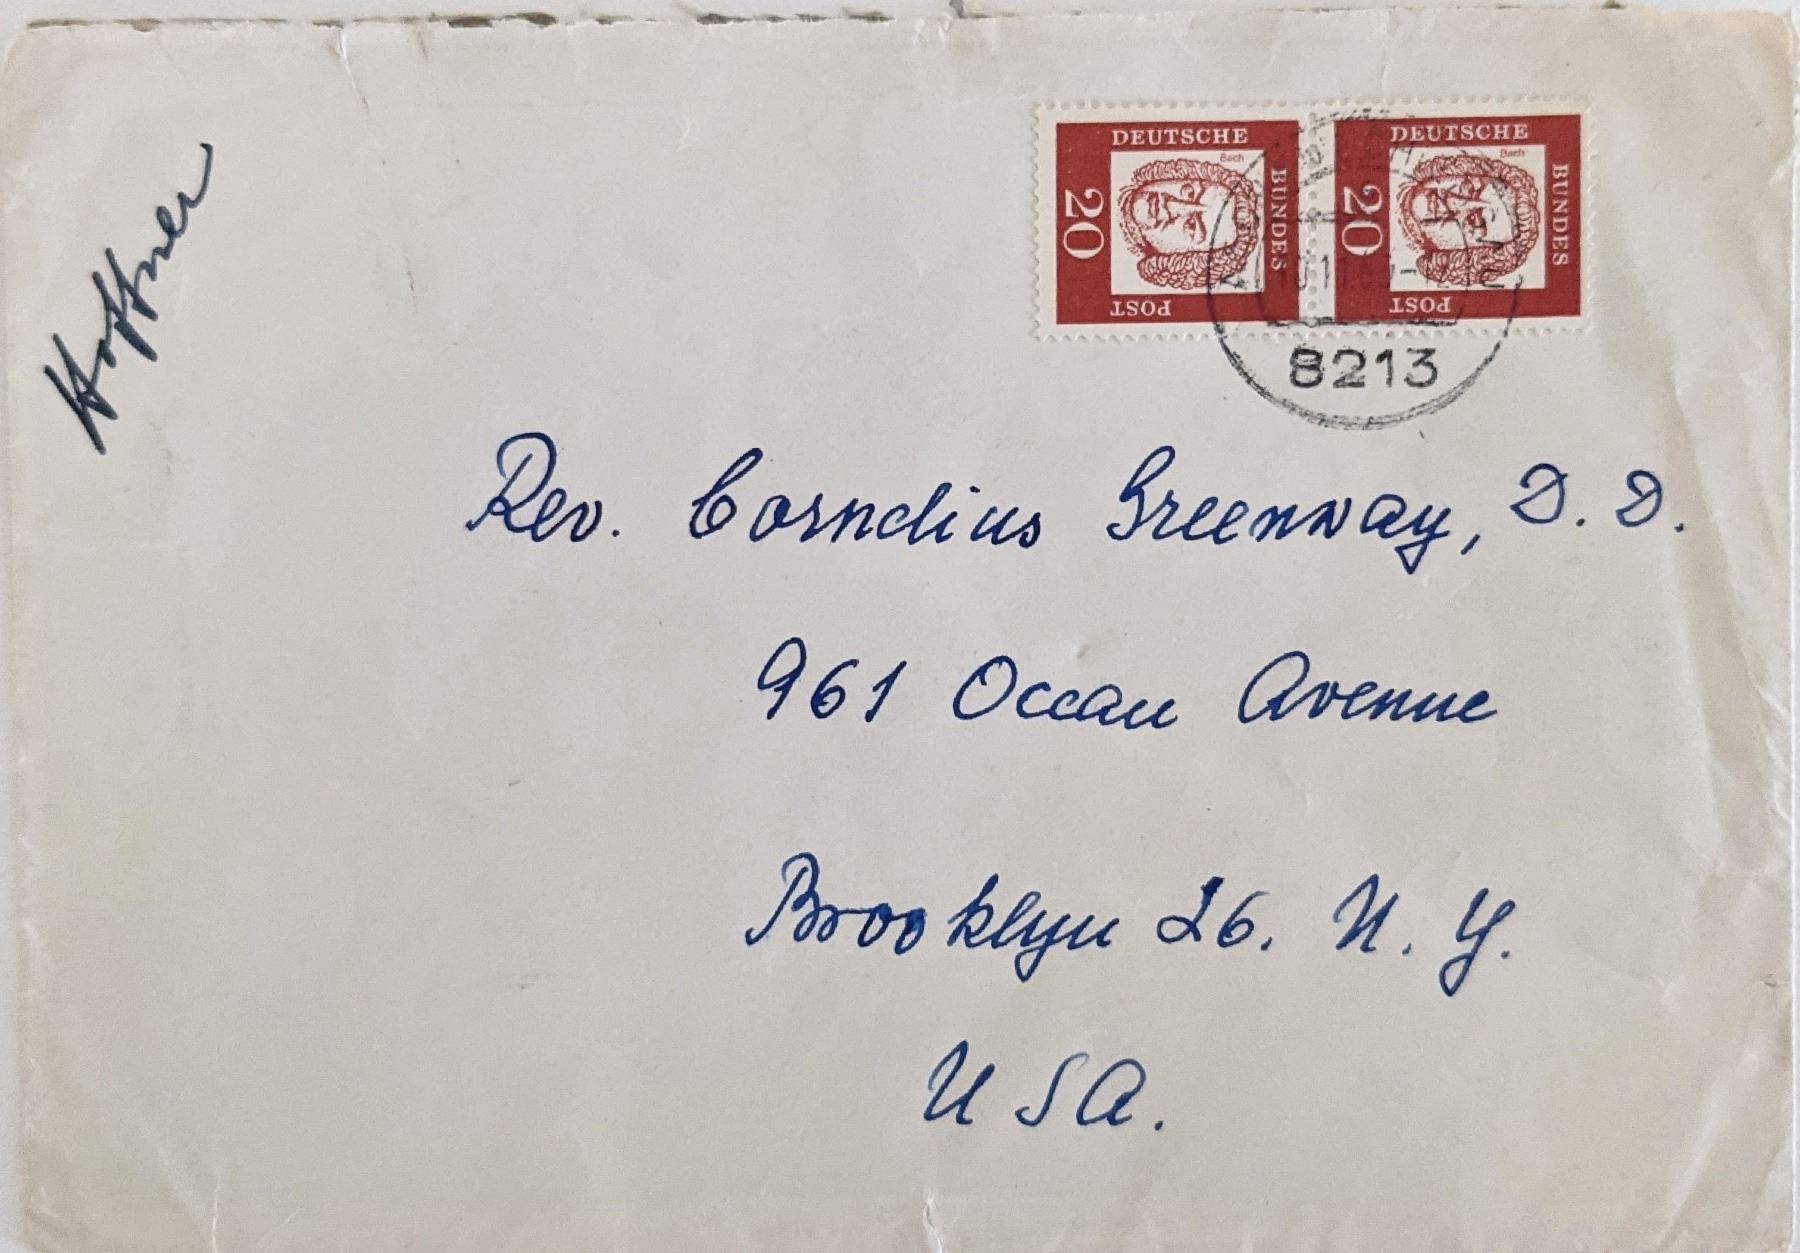 Hoffner
DEUTSCHE
BUNDES
POST
20
Bach
DEUTSCHE
BUNDES
POST
20
Bach
8213
Rev. Cornelius Greenway, D. D.
961 Ocean Avenue
Brooklyn 26. N. Y.
USA.